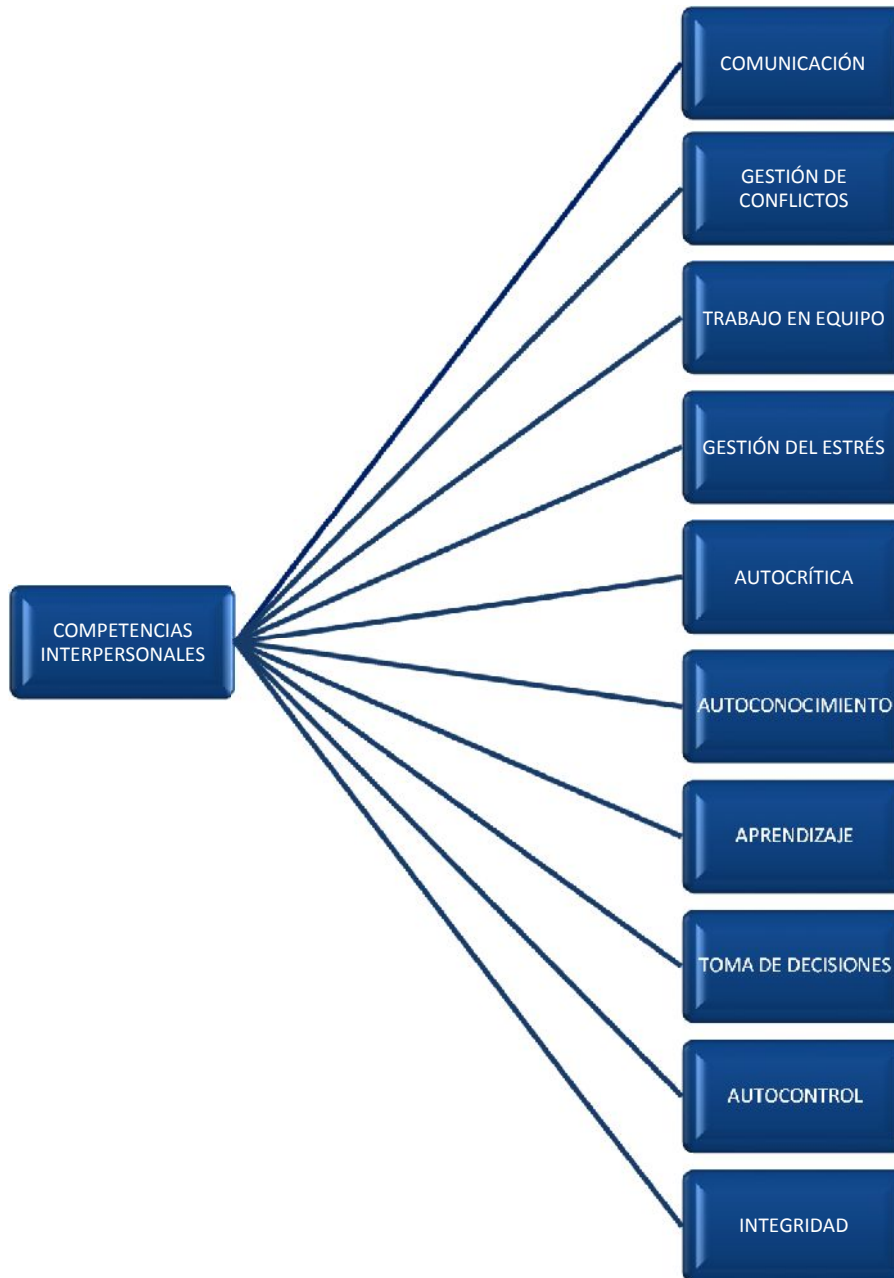 COMUNICACIÓN
GESTIÓN DE
CONFLICTOS
TRABAJO EN EQUIPO
GESTIÓN DEL ESTRÉS
AUTOCRÍTICA
COMPETENCIAS
INTERPERSONALES
AUTOCONOCIMIENTO
APRENDIZAJE
TOMA DE DECISIONES
AUTOCONTROL
INTEGRIDAD